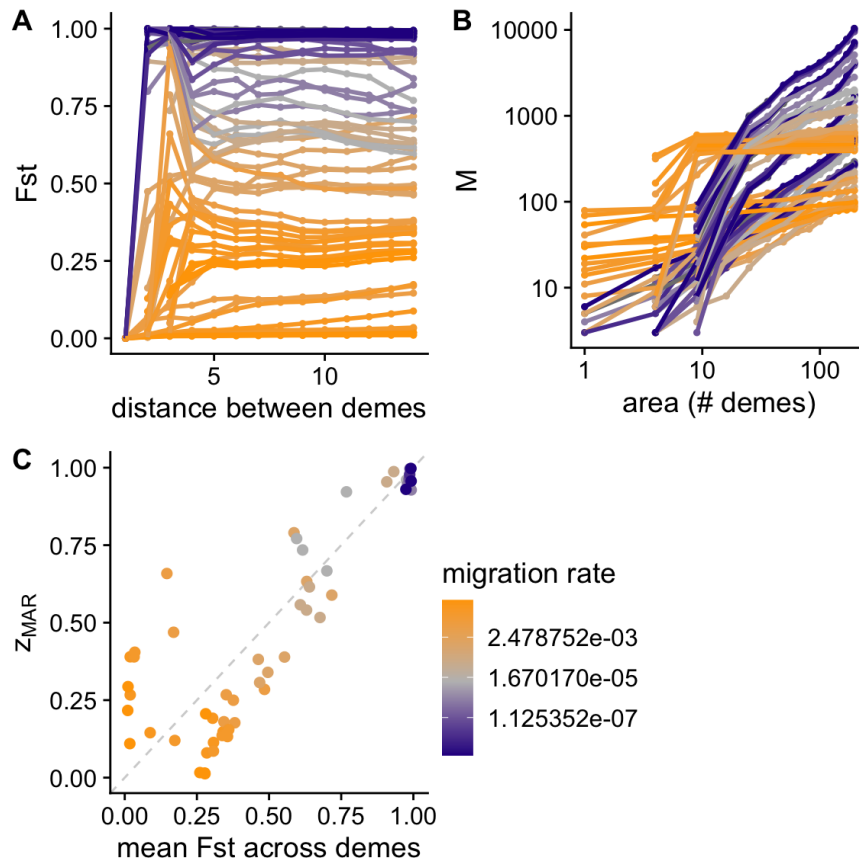 A
1.00
0.75
0.50
0.25
0.00
Fst
5
10
distance between demes
B
10000
1000
100
10
M
1
10
100
area (# demes)
C
1.00
0.75
0.50
0.25
0.00
zMAR
0.00
0.25
0.50
0.75
1.00
mean Fst across demes
migration rate
2.478752e-03
1.670170e-05
1.125352e-07